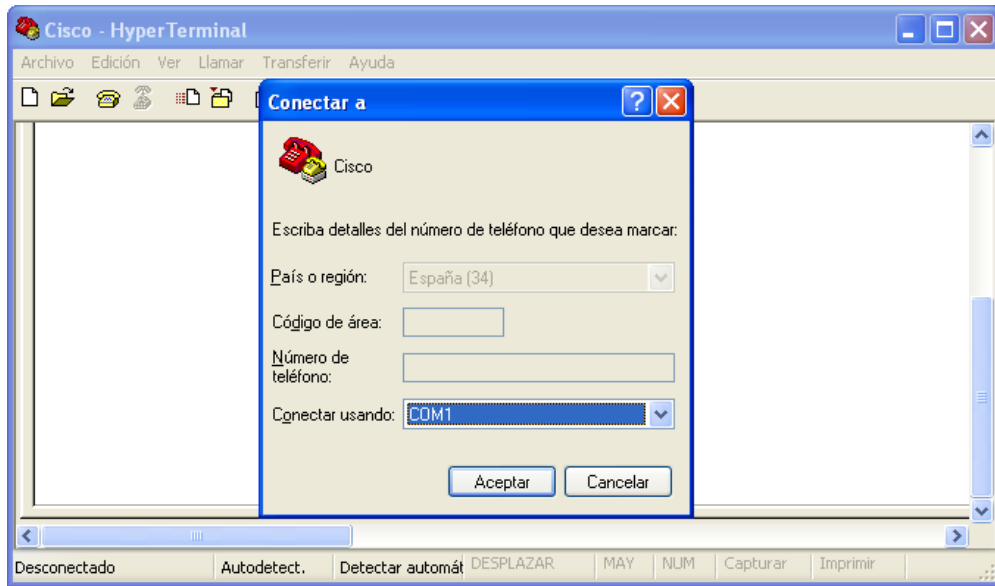 Cisco - HyperTerminal
Archivo Edición Ver Llamar Transferir Ayuda
Conectar a
Cisco
Escriba detalles del número de teléfono que desea marcar:
País o región: España (34)
Código de área:
Número de
teléfono:
Conectar usando: COM1
Aceptar Cancelar
Desconectado Autodetect. Detectar automát DESPLAZAR MAY NUM Capturar Imprimir